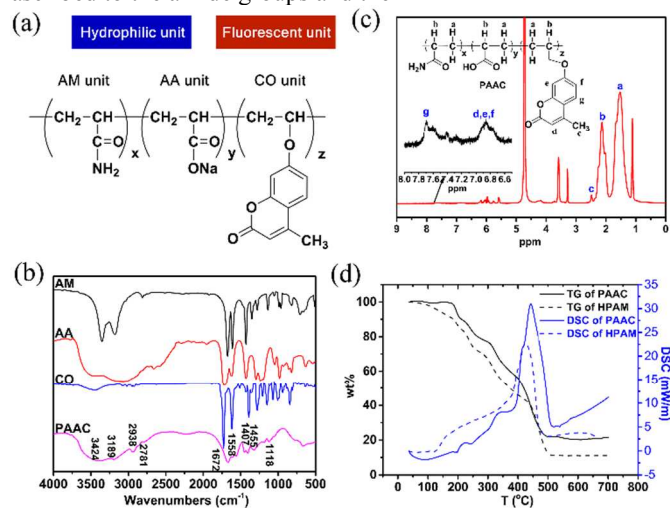 (a)
Hydrophilic unit
Fluorescent unit
AM unit
AA unit
CO unit
CH2 CH
CH2 CH
CH2 CH
x
y
z
C=O
C=O
O
NH2
ONa
O
O
CH3
(b)
AM
AA
CO
PAAC
3424
3189
2938
2781
1672
1558
1407
1455
1118
4000 3500 3000 2500 2000 1500 1000 500
Wavenumbers (cm-1)
(c)
b a b a a b
x y z
H2N O HO O
PAAC
O
e f
g
O O CH3
d c
g
d,e,f
8.0 7.8 7.6 7.4 7.2 7.0 6.8 6.6
ppm
a
b
c
9 8 7 6 5 4 3 2 1 0
ppm
(d)
TG of PAAC
TG of HPAM
DSC of PAAC
DSC of HPAM
100
80
60
40
20
0
wt%
35
30
25
20
15
10
5
0
-5
DSC (mW/m)
0 100 200 300 400 500 600 700 800
T (°C)